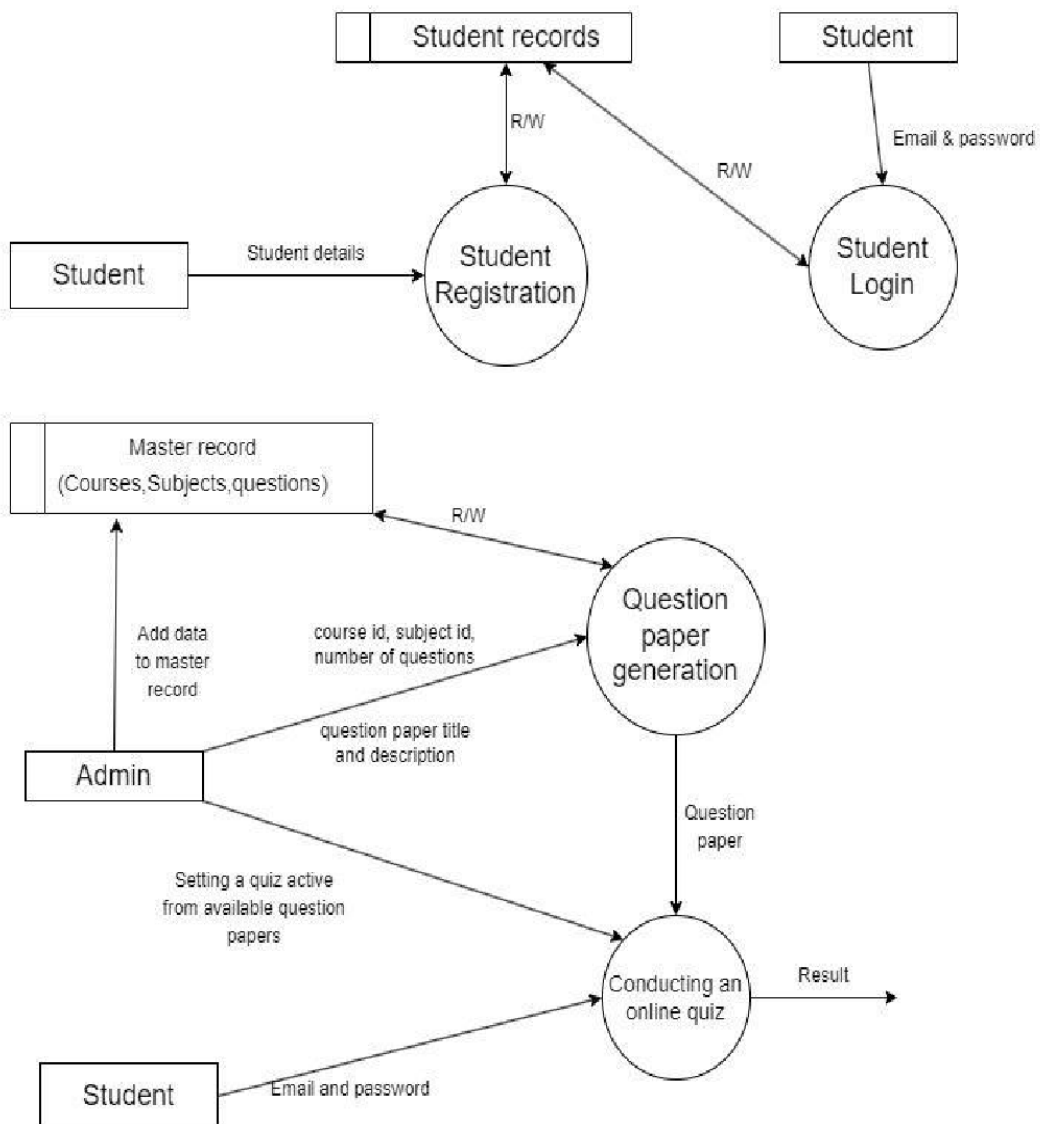 Student records
Student
R/W
Email & password
R/W
Student
Student details
Student
Registration
Student
Login
Master record
(Courses,Subjects,questions)
R/W
Question
paper
generation
Add data
to master
record
course id, subject id,
number of questions
question paper title
and description
Admin
Question
paper
Setting a quiz active
from available question
papers
Conducting an
online quiz
Result
Student
Email and password